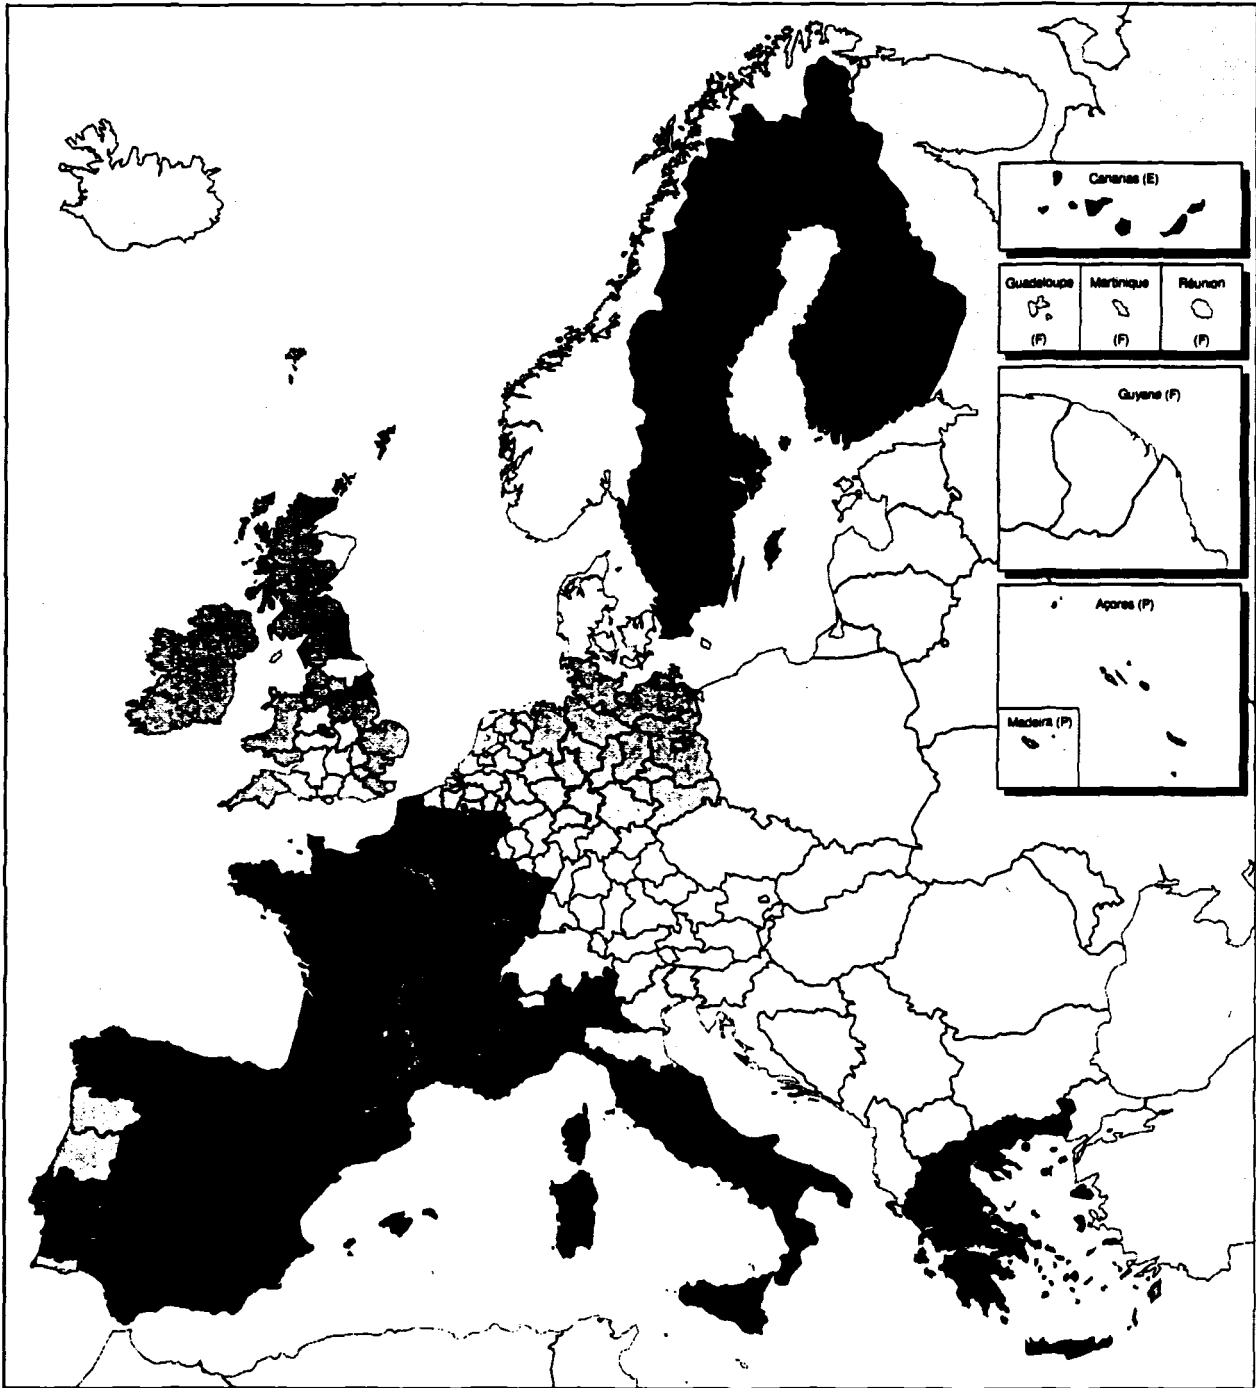 Canarias (E)
Guadeloupe Martinique Réunion
(F) (F) (F)
Guyane (F)
Açores (P)
Madeira (P)